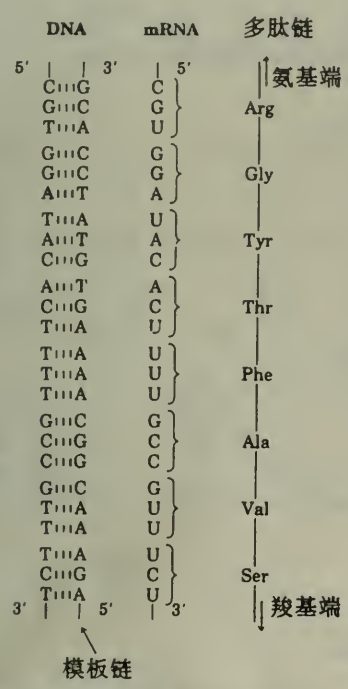 DNA mRNA 多肽链
5' 3' 5' 氨基端
C G C
G C G Arg
T A U
G C G
G C G Gly
A T A
T A U
A T A Tyr
C G C
A T A
C G C Thr
T A U
T A U
T A U Phe
T A U
G C G
C G C Ala
C G C
G C G
T A U Val
T A U
T A U
C G C Ser
T A U
3' 5' 3' 羧基端
模板链